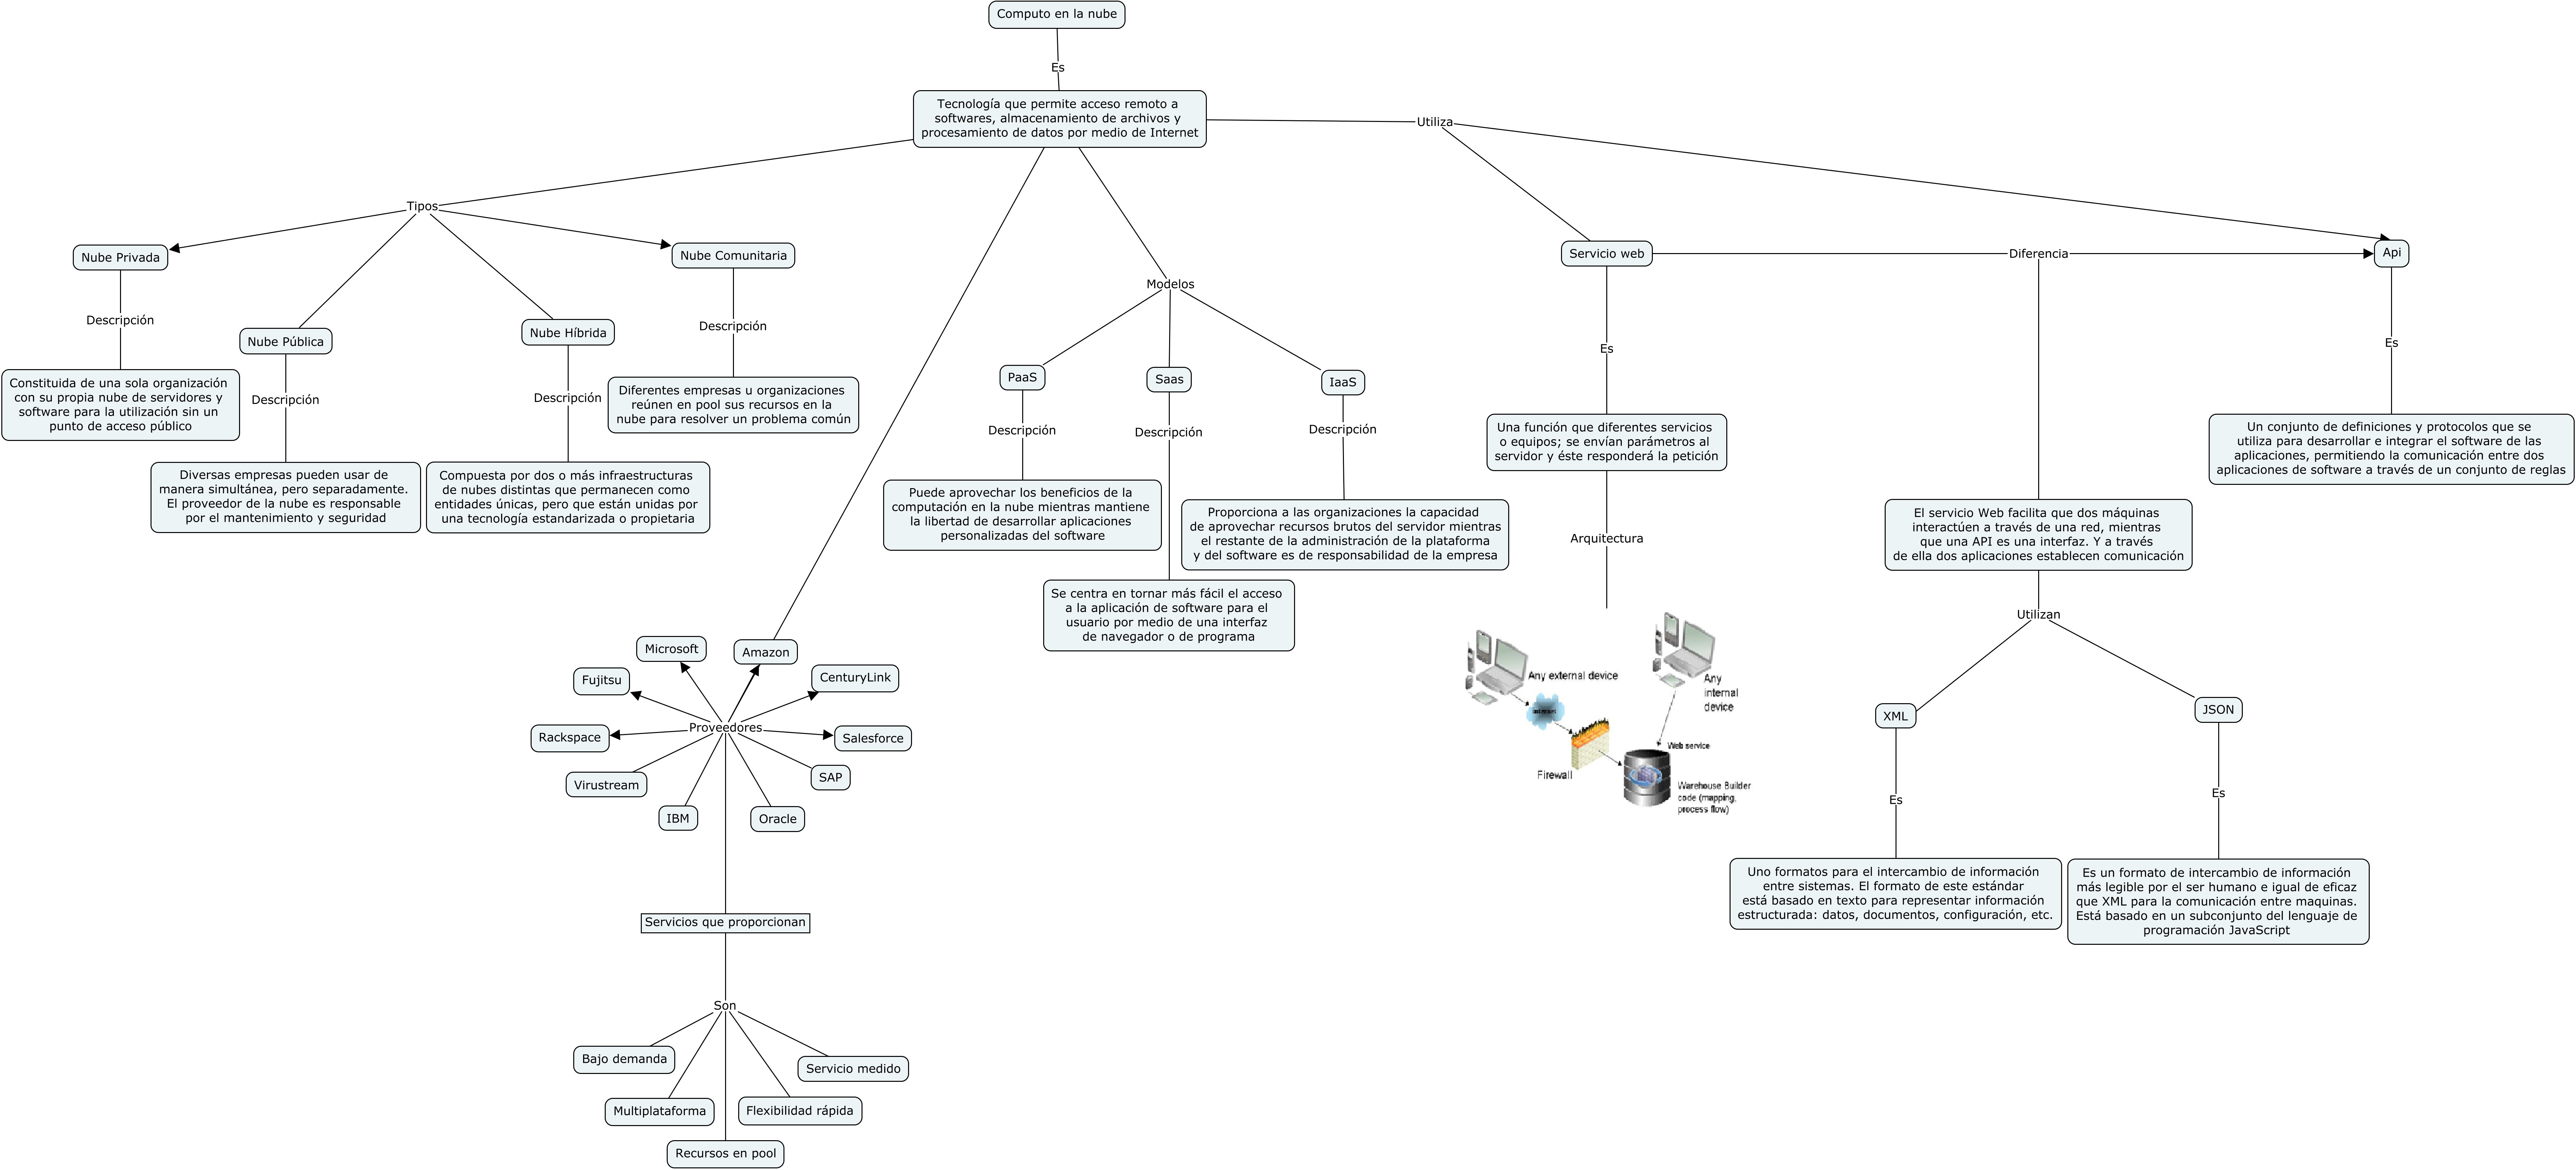 Computo en la nube
Es
Tecnología que permite acceso remoto a
softwares, almacenamiento de archivos y
procesamiento de datos por medio de Internet
Utiliza
Tipos
Nube Privada
Descripción
Constituida de una sola organización
con su propia nube de servidores y
software para la utilización sin un
punto de acceso público
Nube Pública
Descripción
Diversas empresas pueden usar de
manera simultánea, pero separadamente.
El proveedor de la nube es responsable
por el mantenimiento y seguridad
Nube Híbrida
Descripción
Compuesta por dos o más infraestructuras
de nubes distintas que permanecen como
entidades únicas, pero que están unidas por
una tecnología estandarizada o propietaria
Nube Comunitaria
Descripción
Diferentes empresas u organizaciones
reúnen en pool sus recursos en la
nube para resolver un problema común
Modelos
PaaS
Descripción
Puede aprovechar los beneficios de la
computación en la nube mientras mantiene
la libertad de desarrollar aplicaciones
personalizadas del software
Saas
Descripción
Se centra en tornar más fácil el acceso
a la aplicación de software para el
usuario por medio de una interfaz
de navegador o de programa
IaaS
Descripción
Proporciona a las organizaciones la capacidad
de aprovechar recursos brutos del servidor mientras
el restante de la administración de la plataforma
y del software es de responsabilidad de la empresa
Servicio web
Es
Una función que diferentes servicios
o equipos; se envían parámetros al
servidor y éste responderá la petición
Arquitectura
Any external device
Any
internal
device
Firewall
Web service
Warehouse Builder
code (mapping,
process flow)
Diferencia
El servicio Web facilita que dos máquinas
interactúen a través de una red, mientras
que una API es una interfaz. Y a través
de ella dos aplicaciones establecen comunicación
Utilizan
XML
Es
Uno formatos para el intercambio de información
entre sistemas. El formato de este estándar
está basado en texto para representar información
estructurada: datos, documentos, configuración, etc.
JSON
Es
Es un formato de intercambio de información
más legible por el ser humano e igual de eficaz
que XML para la comunicación entre maquinas.
Está basado en un subconjunto del lenguaje de
programación JavaScript
Api
Es
Un conjunto de definiciones y protocolos que se
utiliza para desarrollar e integrar el software de las
aplicaciones, permitiendo la comunicación entre dos
aplicaciones de software a través de un conjunto de reglas
Microsoft
Amazon
Fujitsu
CenturyLink
Proveedores
Rackspace
Salesforce
Virustream
SAP
IBM
Oracle
Servicios que proporcionan
Son
Bajo demanda
Servicio medido
Multiplataforma
Flexibilidad rápida
Recursos en pool